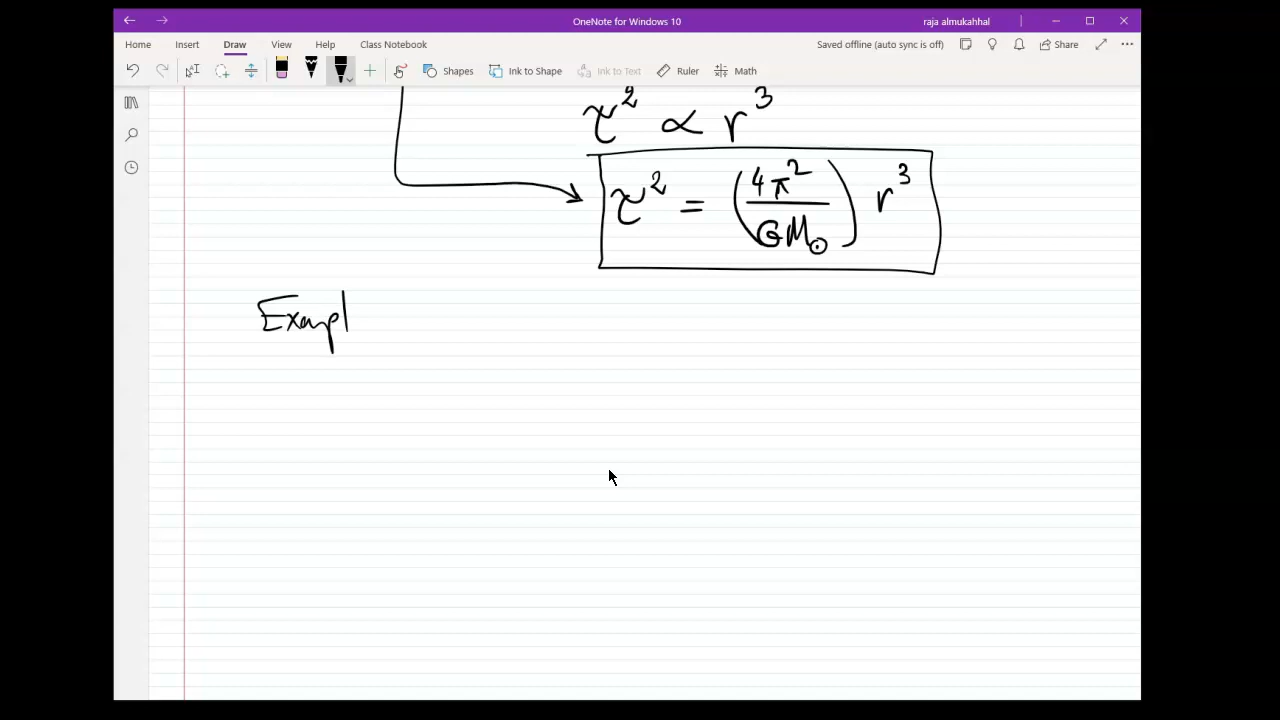 OneNote for Windows 10
raja almukahhal
Home Insert Draw View Help Class Notebook
Saved offline (auto sync is off)
Share
Shapes
Ink to Shape
Ink to Text
Ruler
Math
τ² ∝ r³
τ² = (4π²/GM☉) r³
Exampl